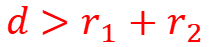 d > r₁ + r₂